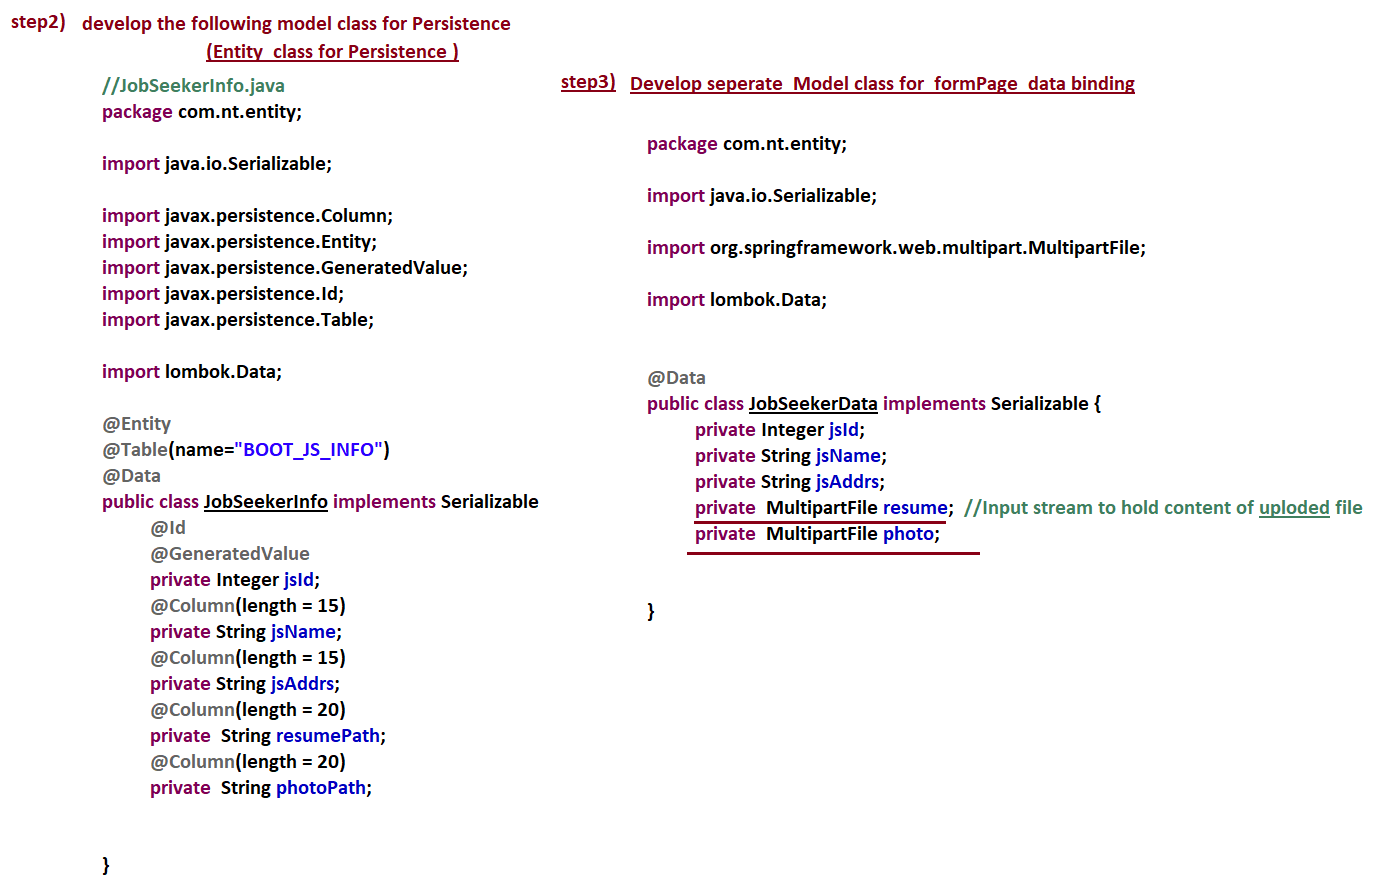 step2) develop the following model class for Persistence
(Entity class for Persistence )
//JobSeekerInfo.java
package com.nt.entity;
import java.io.Serializable;
import javax.persistence.Column;
import javax.persistence.Entity;
import javax.persistence.GeneratedValue;
import javax.persistence.Id;
import javax.persistence.Table;
import lombok.Data;
@Entity
@Table(name="BOOT_JS_INFO")
@Data
public class JobSeekerInfo implements Serializable
@Id
@GeneratedValue
private Integer jsId;
@Column(length = 15)
private String jsName;
@Column(length = 15)
private String jsAddrs;
@Column(length = 20)
private String resumePath;
@Column(length = 20)
private String photoPath;
}
step3) Develop seperate Model class for formPage data binding
package com.nt.entity;
import java.io.Serializable;
import org.springframework.web.multipart.MultipartFile;
import lombok.Data;
@Data
public class JobSeekerData implements Serializable {
private Integer jsId;
private String jsName;
private String jsAddrs;
private MultipartFile resume; //Input stream to hold content of uploded file
private MultipartFile photo;
}